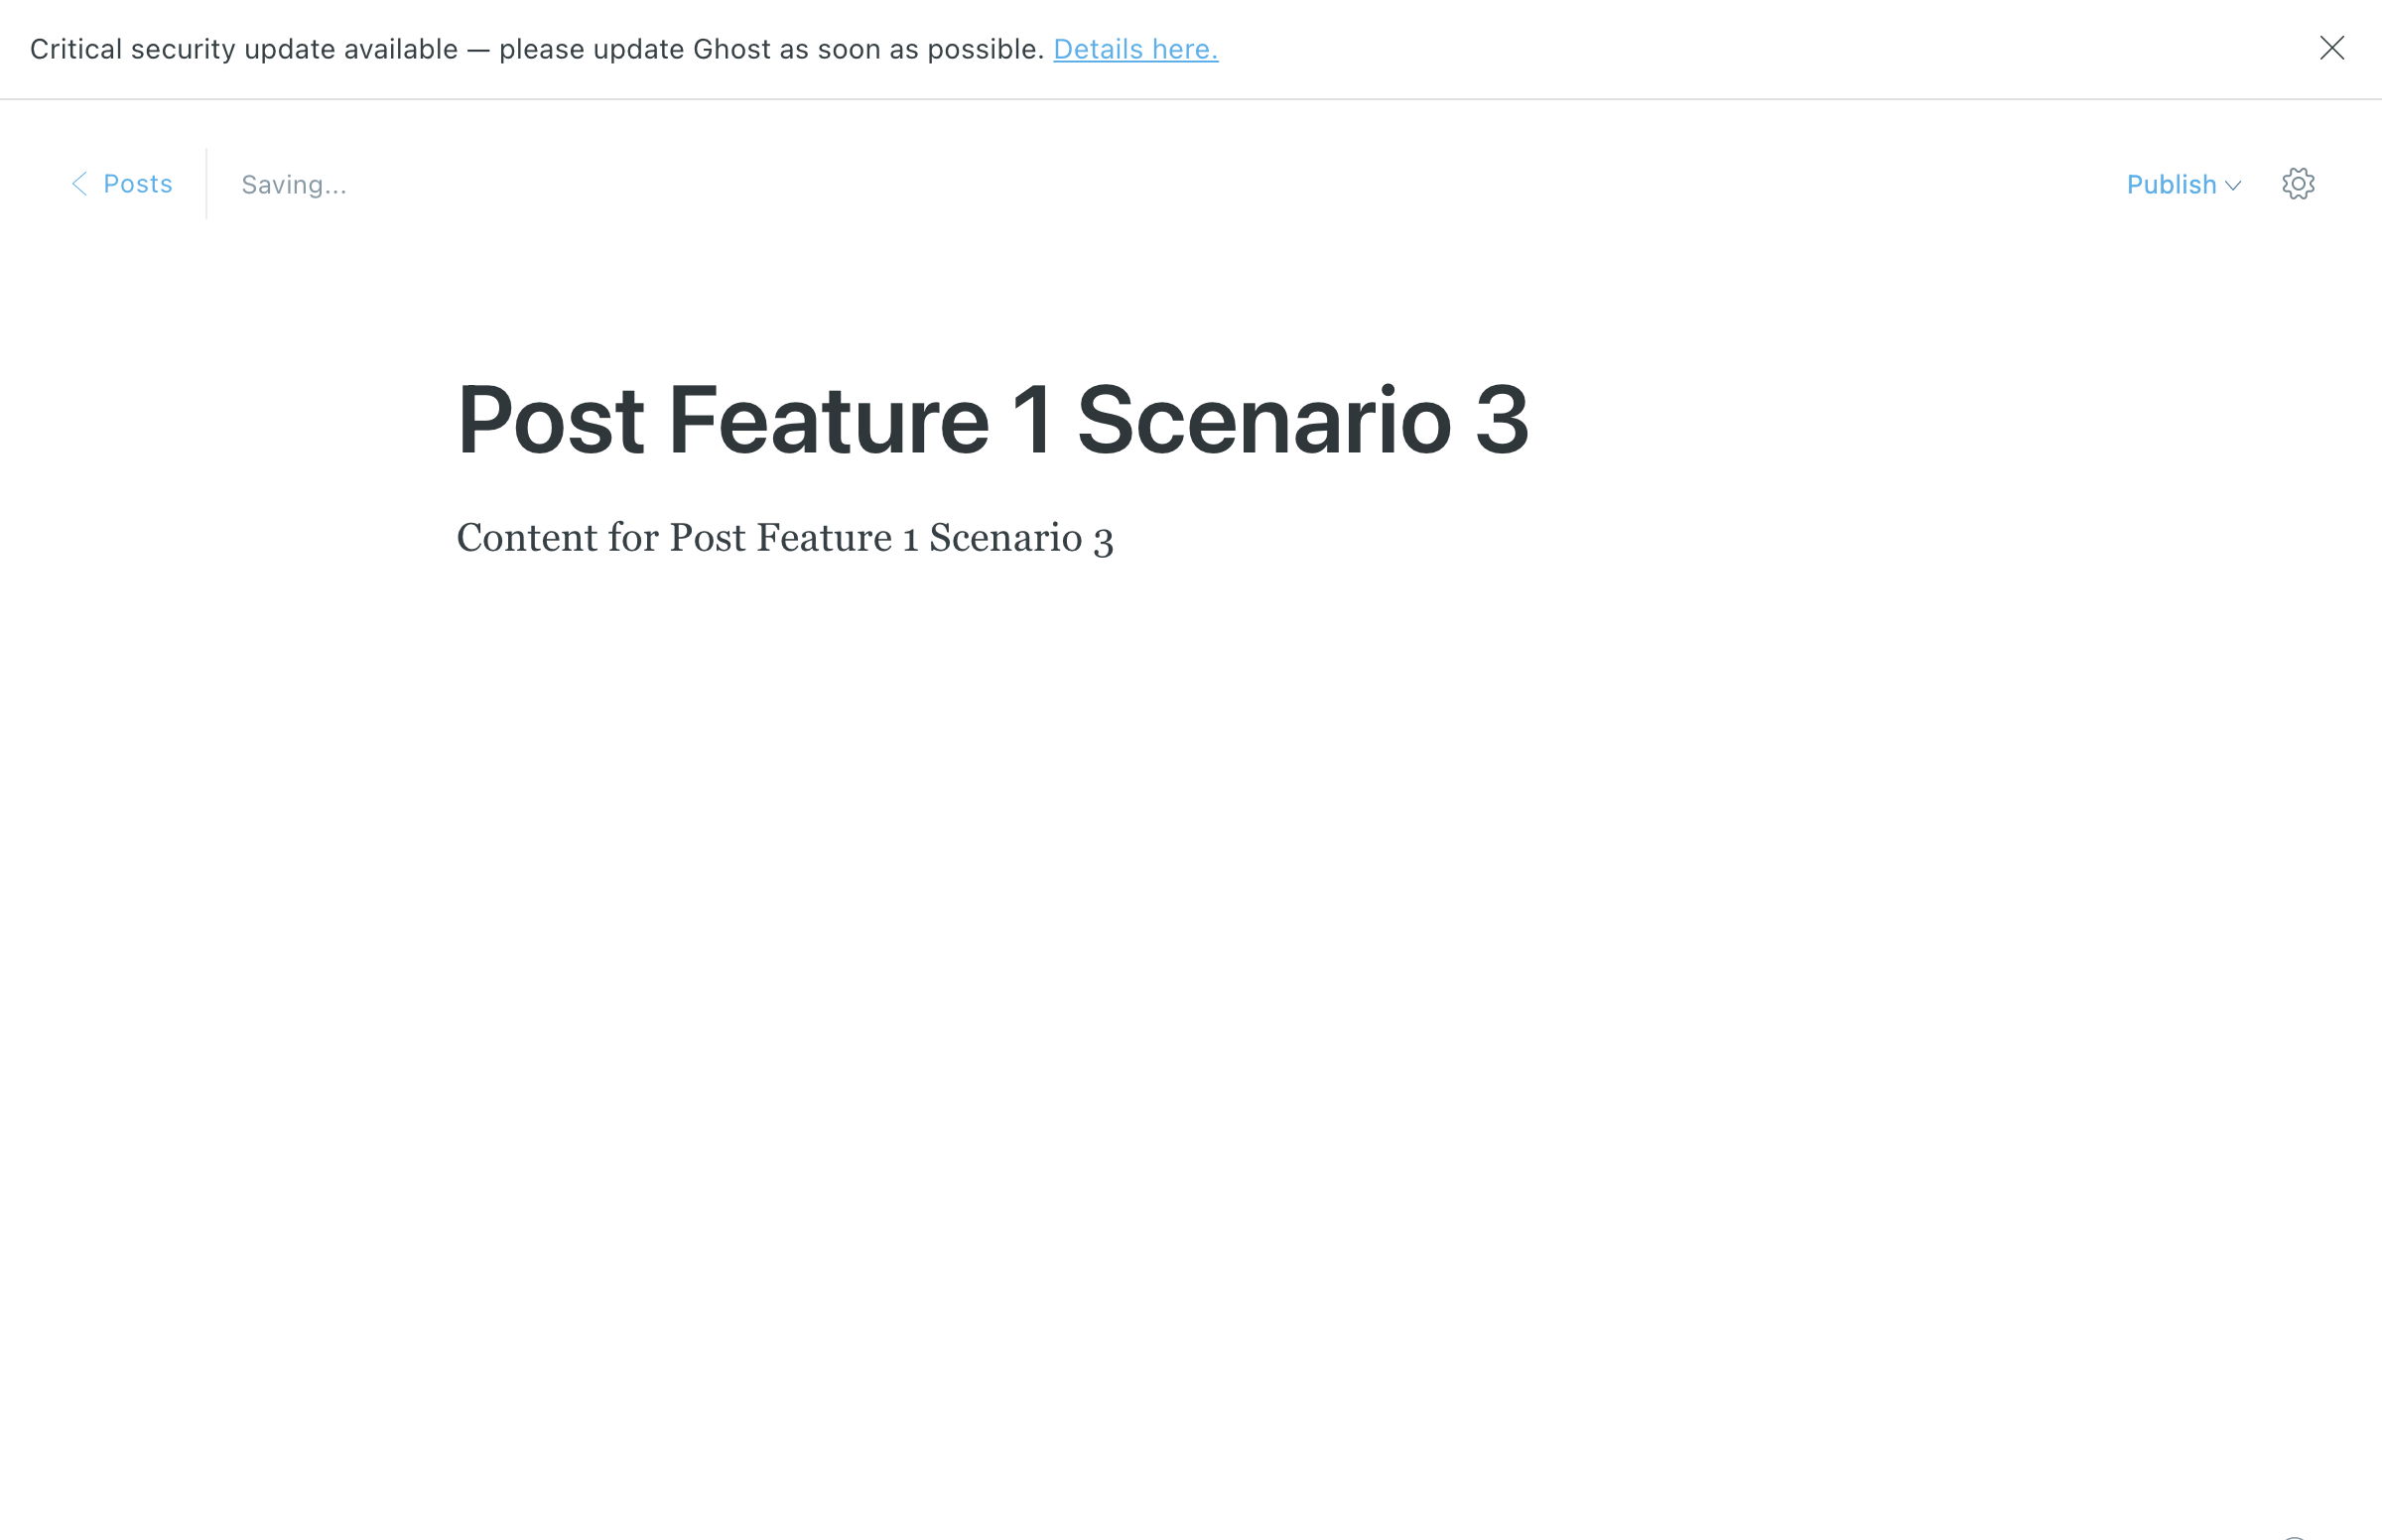 Critical security update available — please update Ghost as soon as possible. Details here.
Posts
Saving...
Publish
Post Feature 1 Scenario 3
Content for Post Feature 1 Scenario 3